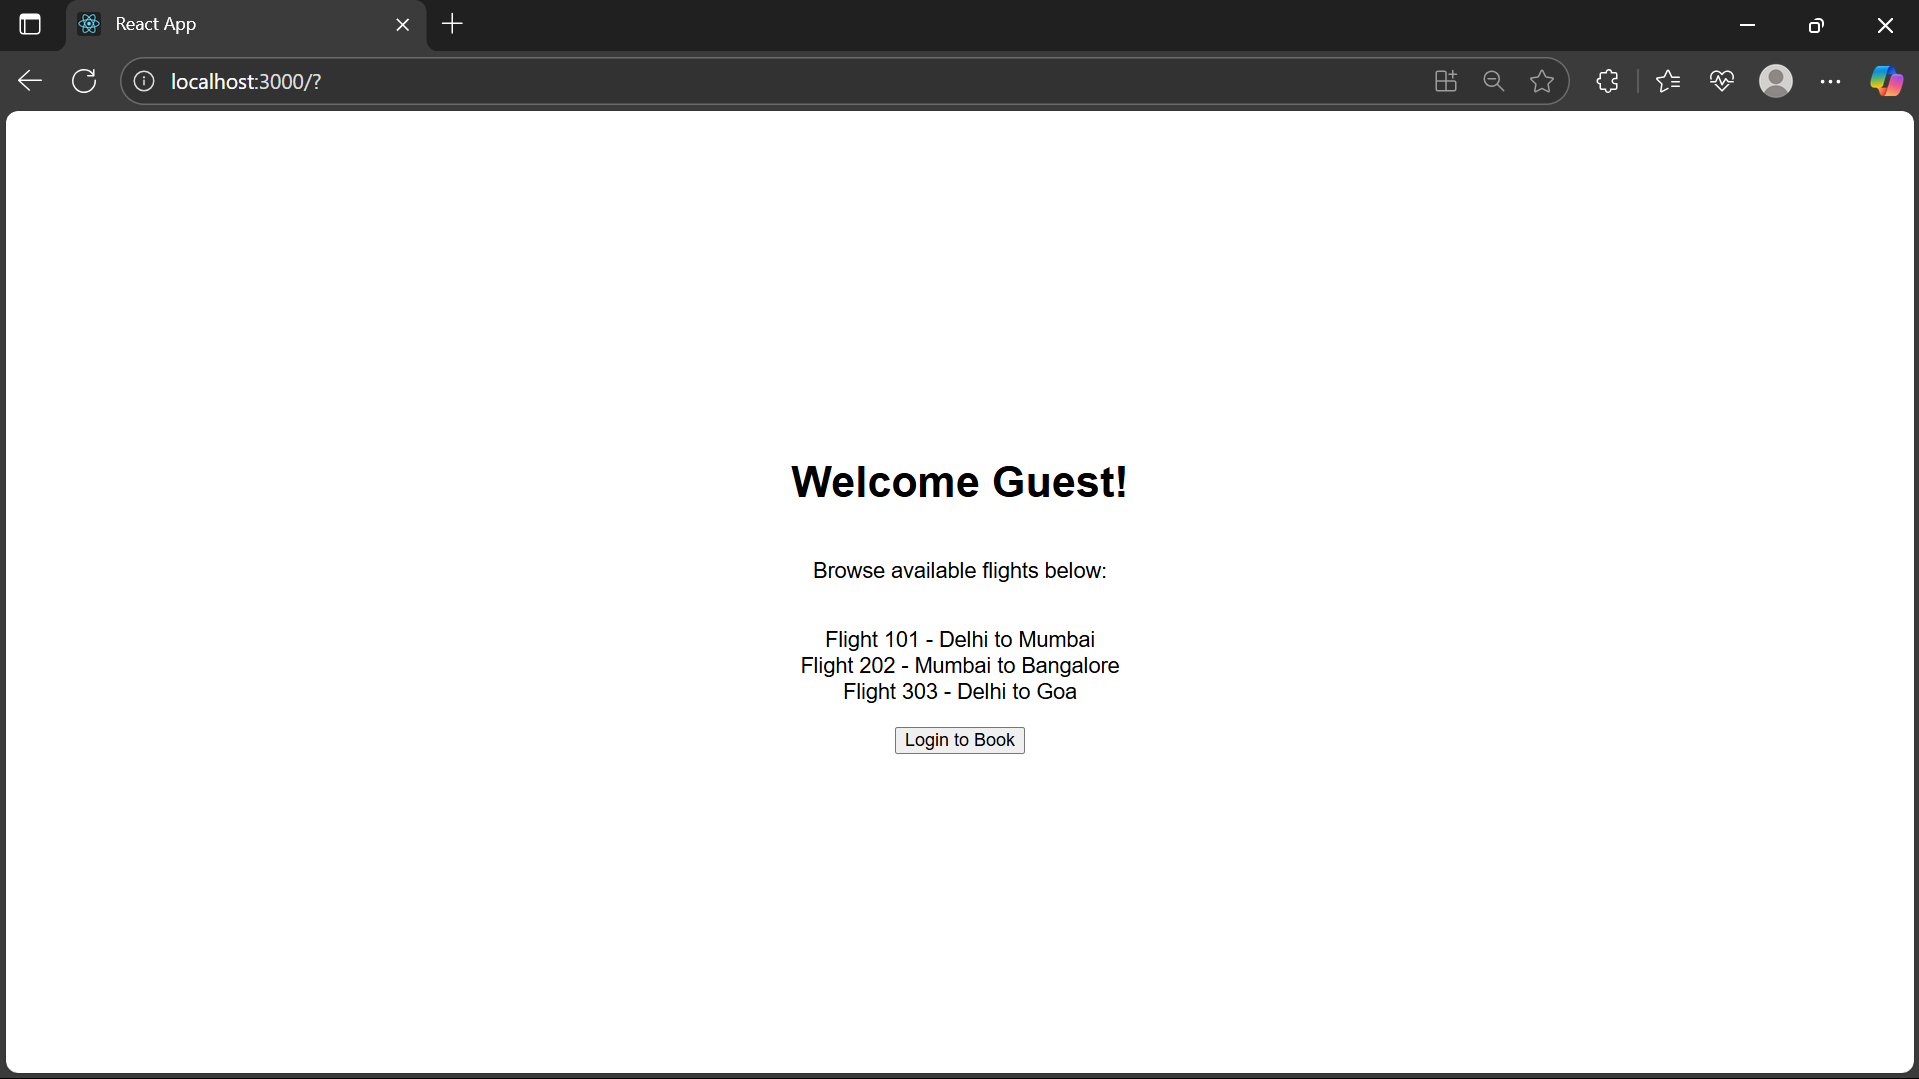 React App
localhost:3000/?
Welcome Guest!
Browse available flights below:
Flight 101 - Delhi to Mumbai
Flight 202 - Mumbai to Bangalore
Flight 303 - Delhi to Goa
Login to Book